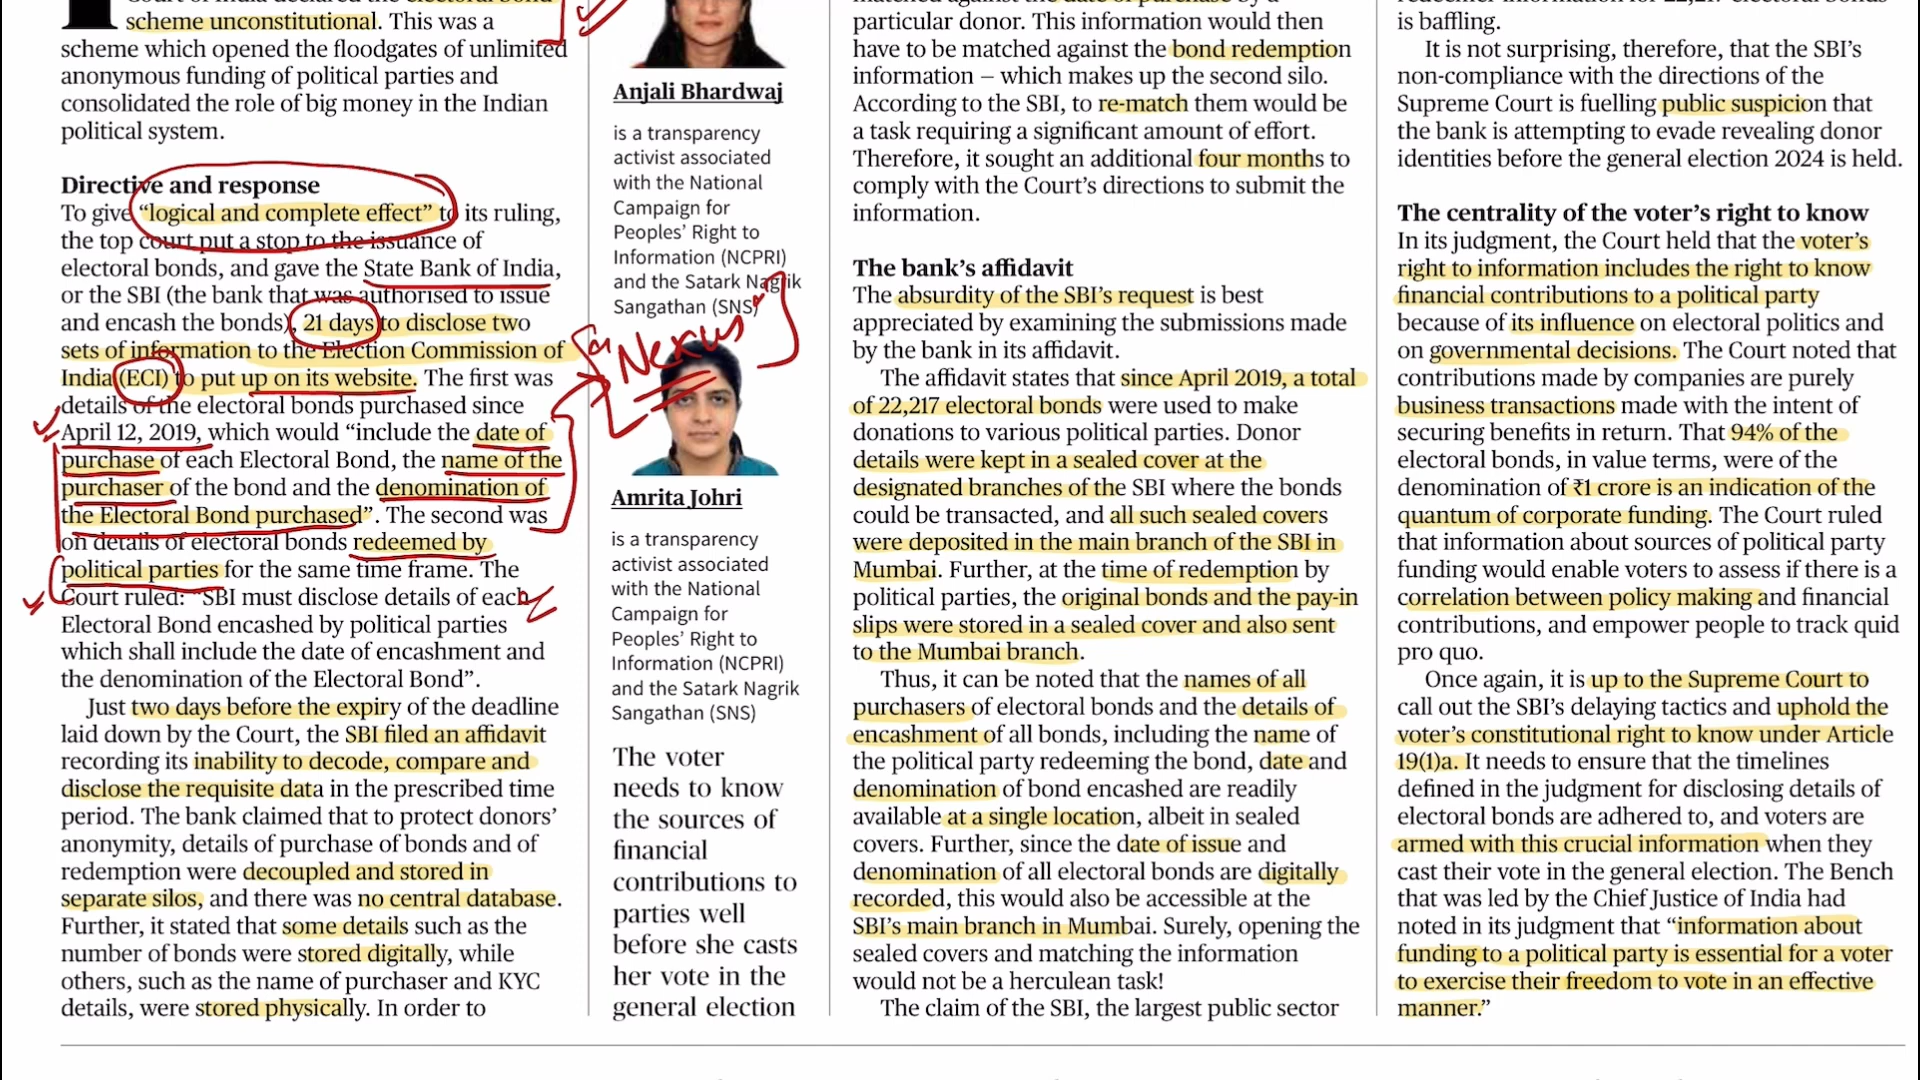 Court of India declared the electoral bond
scheme unconstitutional. This was a
scheme which opened the floodgates of unlimited
anonymous funding of political parties and
consolidated the role of big money in the Indian
political system.
Directive and response
To give “logical and complete effect” to its ruling,
the top court put a stop to the issuance of
electoral bonds, and gave the State Bank of India,
or the SBI (the bank that was authorised to issue
and encash the bonds), 21 days to disclose two
sets of information to the Election Commission of
India (ECI) to put up on its website. The first was
details of the electoral bonds purchased since
April 12, 2019, which would “include the date of
purchase of each Electoral Bond, the name of the
purchaser of the bond and the denomination of
the Electoral Bond purchased”. The second was
on details of electoral bonds redeemed by
political parties for the same time frame. The
Court ruled: “SBI must disclose details of each
Electoral Bond encashed by political parties
which shall include the date of encashment and
the denomination of the Electoral Bond”.
Just two days before the expiry of the deadline
laid down by the Court, the SBI filed an affidavit
recording its inability to decode, compare and
disclose the requisite data in the prescribed time
period. The bank claimed that to protect donors’
anonymity, details of purchase of bonds and of
redemption were decoupled and stored in
separate silos, and there was no central database.
Further, it stated that some details such as the
number of bonds were stored digitally, while
others, such as the name of purchaser and KYC
details, were stored physically. In order to
Anjali Bhardwaj
is a transparency
activist associated
with the National
Campaign for
Peoples’ Right to
Information (NCPRI)
and the Satark Nagrik
Sangathan (SNS)
Nexus
Amrita Johri
is a transparency
activist associated
with the National
Campaign for
Peoples’ Right to
Information (NCPRI)
and the Satark Nagrik
Sangathan (SNS)
The voter
needs to know
the sources of
financial
contributions to
parties well
before she casts
her vote in the
general election
matched against the date of purchase by a
particular donor. This information would then
have to be matched against the bond redemption
information — which makes up the second silo.
According to the SBI, to re-match them would be
a task requiring a significant amount of effort.
Therefore, it sought an additional four months to
comply with the Court’s directions to submit the
information.
The bank’s affidavit
The absurdity of the SBI’s request is best
appreciated by examining the submissions made
by the bank in its affidavit.
The affidavit states that since April 2019, a total
of 22,217 electoral bonds were used to make
donations to various political parties. Donor
details were kept in a sealed cover at the
designated branches of the SBI where the bonds
could be transacted, and all such sealed covers
were deposited in the main branch of the SBI in
Mumbai. Further, at the time of redemption by
political parties, the original bonds and the pay-in
slips were stored in a sealed cover and also sent
to the Mumbai branch.
Thus, it can be noted that the names of all
purchasers of electoral bonds and the details of
encashment of all bonds, including the name of
the political party redeeming the bond, date and
denomination of bond encashed are readily
available at a single location, albeit in sealed
covers. Further, since the date of issue and
denomination of all electoral bonds are digitally
recorded, this would also be accessible at the
SBI’s main branch in Mumbai. Surely, opening the
sealed covers and matching the information
would not be a herculean task!
The claim of the SBI, the largest public sector
is baffling.
It is not surprising, therefore, that the SBI’s
non-compliance with the directions of the
Supreme Court is fuelling public suspicion that
the bank is attempting to evade revealing donor
identities before the general election 2024 is held.
The centrality of the voter’s right to know
In its judgment, the Court held that the voter’s
right to information includes the right to know
financial contributions to a political party
because of its influence on electoral politics and
on governmental decisions. The Court noted that
contributions made by companies are purely
business transactions made with the intent of
securing benefits in return. That 94% of the
electoral bonds, in value terms, were of the
denomination of ₹1 crore is an indication of the
quantum of corporate funding. The Court ruled
that information about sources of political party
funding would enable voters to assess if there is a
correlation between policy making and financial
contributions, and empower people to track quid
pro quo.
Once again, it is up to the Supreme Court to
call out the SBI’s delaying tactics and uphold the
voter’s constitutional right to know under Article
19(1)a. It needs to ensure that the timelines
defined in the judgment for disclosing details of
electoral bonds are adhered to, and voters are
armed with this crucial information when they
cast their vote in the general election. The Bench
that was led by the Chief Justice of India had
noted in its judgment that “information about
funding to a political party is essential for a voter
to exercise their freedom to vote in an effective
manner.”